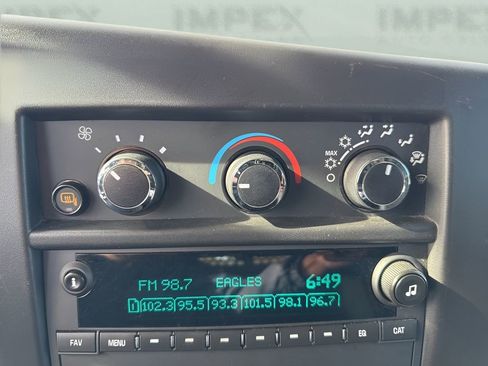 IMPEX
IMPEX
MAX
FM 98.7 EAGLES 6:49
1 102.3 95.5 93.3 101.5 98.1 96.7
FAV MENU EQ CAT